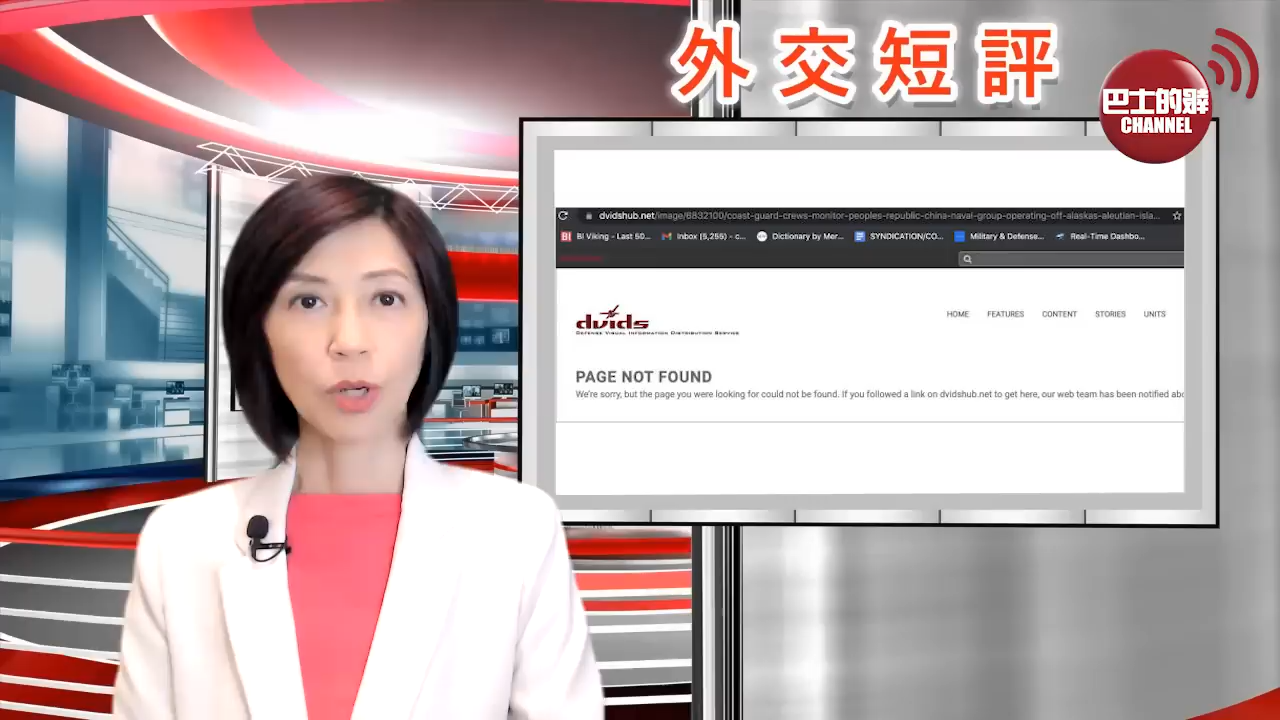 外交短評
巴士的報
CHANNEL
dvidshub.net/image/6832100/coast-guard-crews-monitor-peoples-republic-china-naval-group-operating-off-alaskas-aleutian-isla...
BI Viking - Last 50... Inbox (5,255) - c... Dictionary by Mer... SYNDICATION/CO... Military & Defense... Real-Time Dashbo...
dvids
DEFENSE VISUAL INFORMATION DISTRIBUTION SERVICE
HOME FEATURES CONTENT STORIES UNITS
PAGE NOT FOUND
We're sorry, but the page you were looking for could not be found. If you followed a link on dvidshub.net to get here, our web team has been notified abo